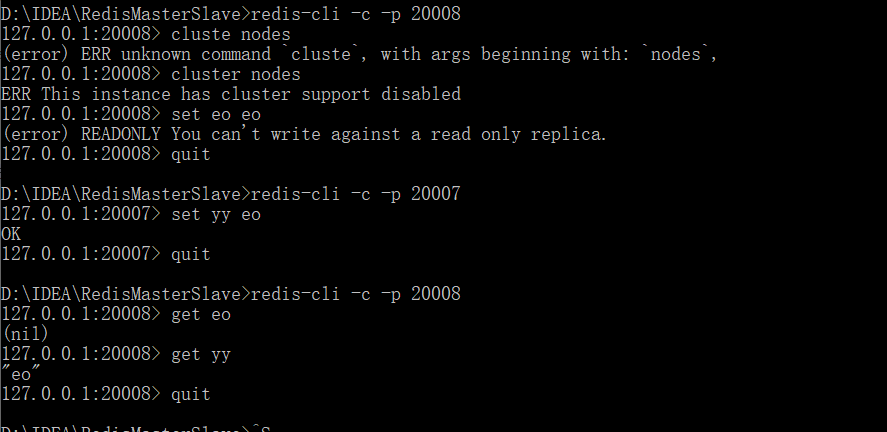 D:\IDEA\RedisMasterSlave>redis-cli -c -p 20008
127.0.0.1:20008> cluste nodes
(error) ERR unknown command `cluste`, with args beginning with: `nodes`,
127.0.0.1:20008> cluster nodes
ERR This instance has cluster support disabled
127.0.0.1:20008> set eo eo
(error) READONLY You can't write against a read only replica.
127.0.0.1:20008> quit
D:\IDEA\RedisMasterSlave>redis-cli -c -p 20007
127.0.0.1:20007> set yy eo
OK
127.0.0.1:20007> quit
D:\IDEA\RedisMasterSlave>redis-cli -c -p 20008
127.0.0.1:20008> get eo
(nil)
127.0.0.1:20008> get yy
"eo"
127.0.0.1:20008> quit
D:\IDEA\RedisMasterSlave>^S